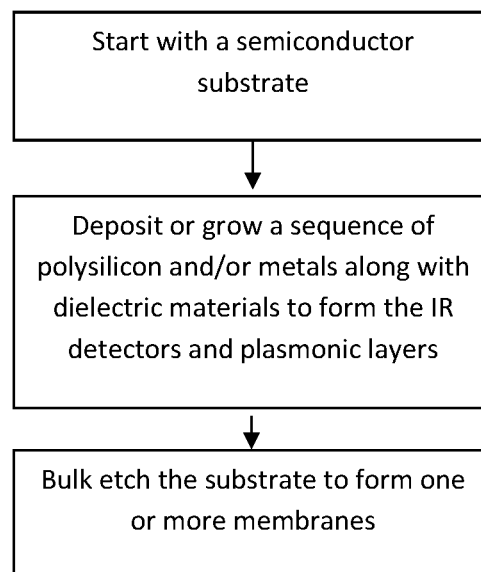 Start with a semiconductor
substrate
Deposit or grow a sequence of
polysilicon and/or metals along with
dielectric materials to form the IR
detectors and plasmonic layers
Bulk etch the substrate to form one
or more membranes